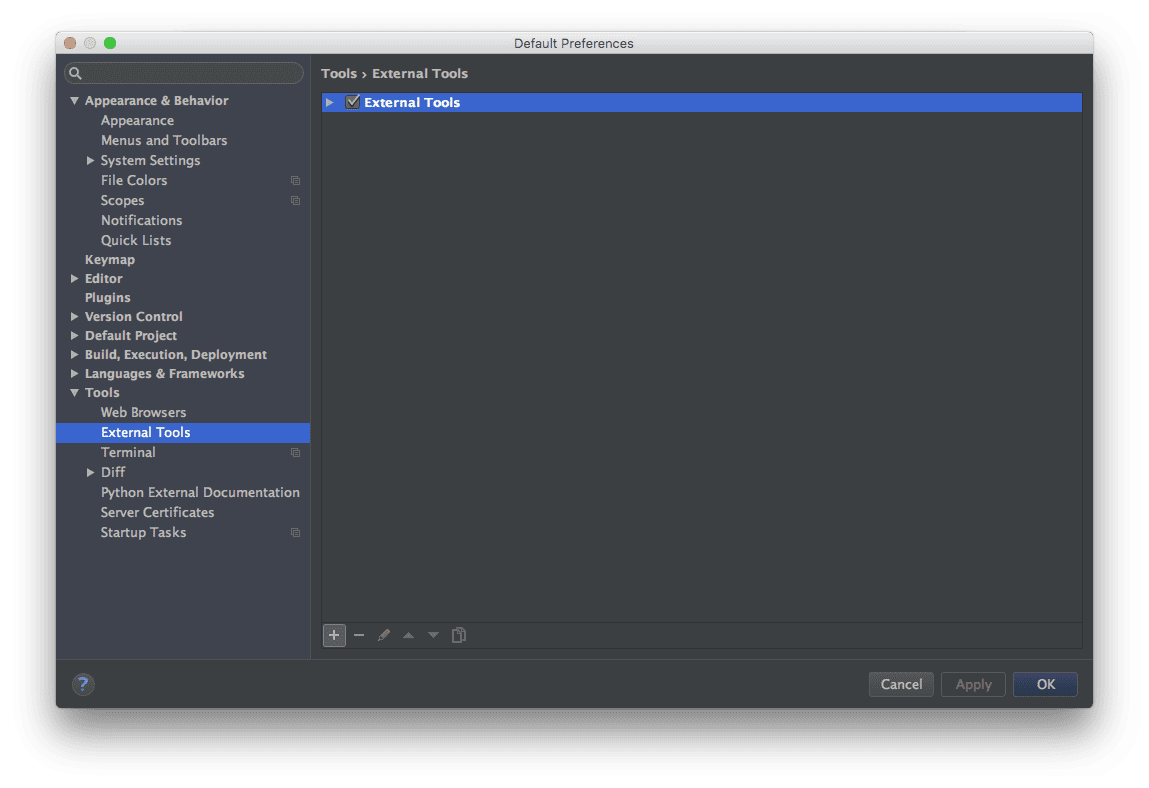 Default Preferences
Appearance & Behavior
Appearance
Menus and Toolbars
System Settings
File Colors
Scopes
Notifications
Quick Lists
Keymap
Editor
Plugins
Version Control
Default Project
Build, Execution, Deployment
Languages & Frameworks
Tools
Web Browsers
External Tools
Terminal
Diff
Python External Documentation
Server Certificates
Startup Tasks
Tools › External Tools
External Tools
?
Cancel
Apply
OK